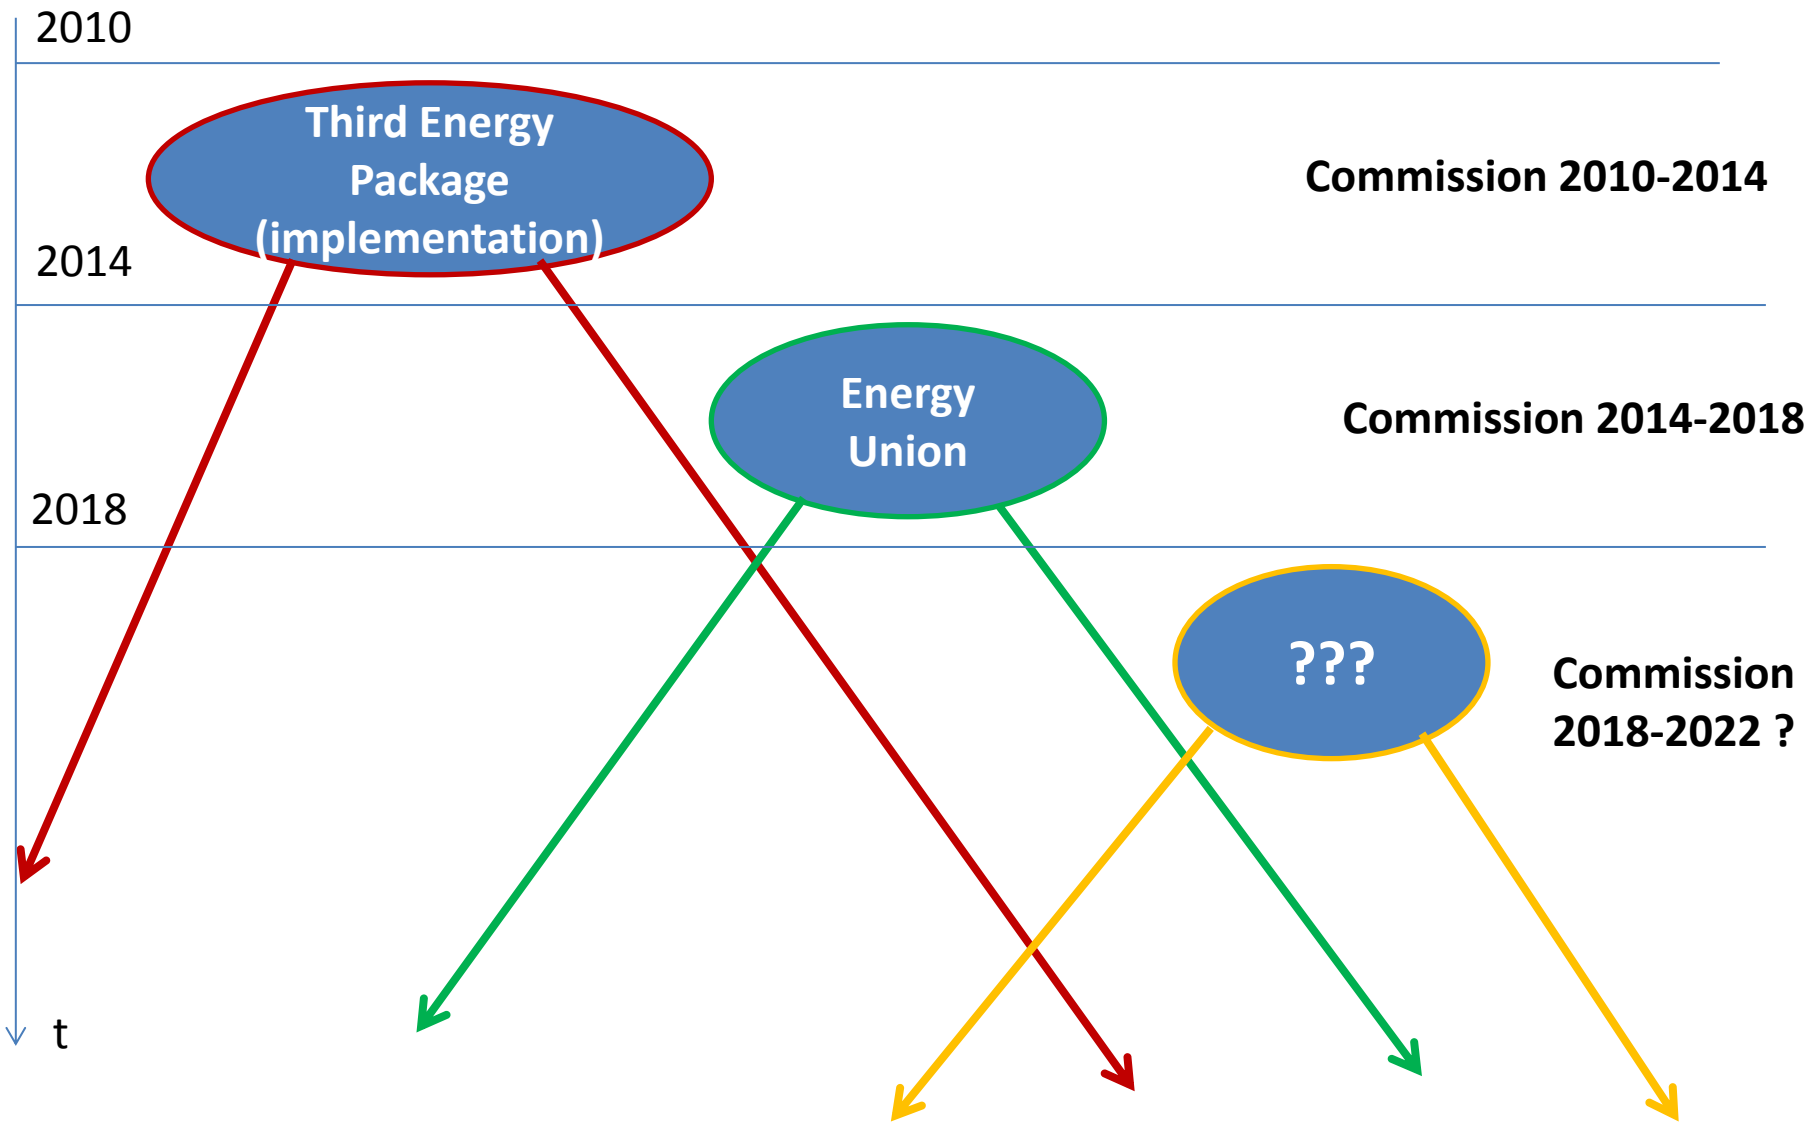 2010
Third Energy
Package
(implementation)
Commission 2010-2014
2014
Energy
Union
Commission 2014-2018
2018
???
Commission
2018-2022 ?
t